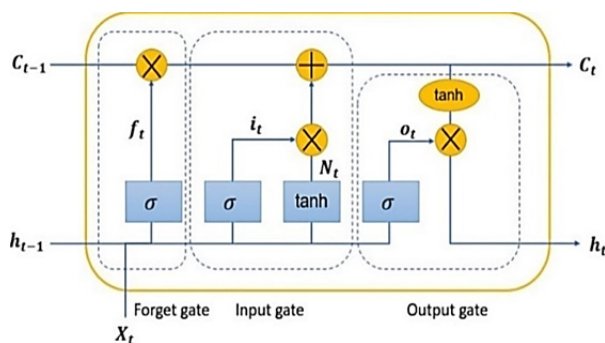 C_{t-1}
×
+
C_t
tanh
f_t
i_t
×
o_t
×
N_t
σ
σ
tanh
σ
h_{t-1}
h_t
Forget gate
Input gate
Output gate
X_t